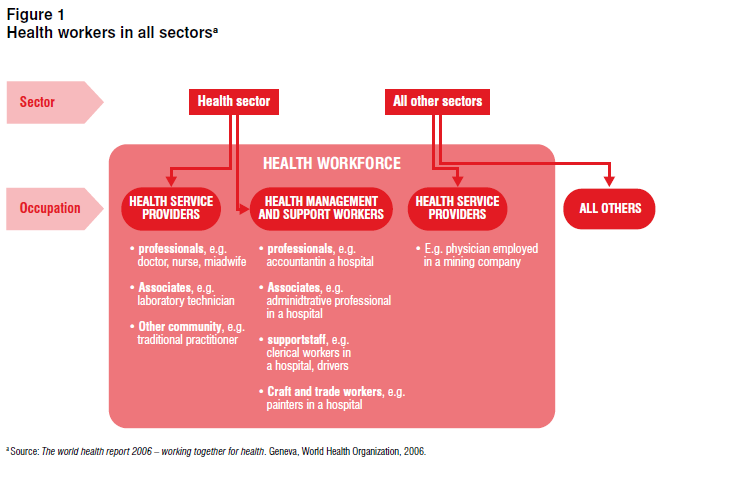 Figure 1
Health workers in all sectorsª
Sector
Health sector
All other sectors
HEALTH WORKFORCE
Occupation
HEALTH SERVICE
PROVIDERS
HEALTH MANAGEMENT
AND SUPPORT WORKERS
HEALTH SERVICE
PROVIDERS
ALL OTHERS
• professionals, e.g.
doctor, nurse, miadwife
• Associates, e.g.
laboratory technician
• Other community, e.g.
traditional practitioner
• professionals, e.g.
accountantin a hospital
• Associates, e.g.
adminidtrative professional
in a hospital
• supportstaff, e.g.
clerical workers in
a hospital, drivers
• Craft and trade workers, e.g.
painters in a hospital
• E.g. physician employed
in a mining company
ª Source: The world health report 2006 – working together for health. Geneva, World Health Organization, 2006.